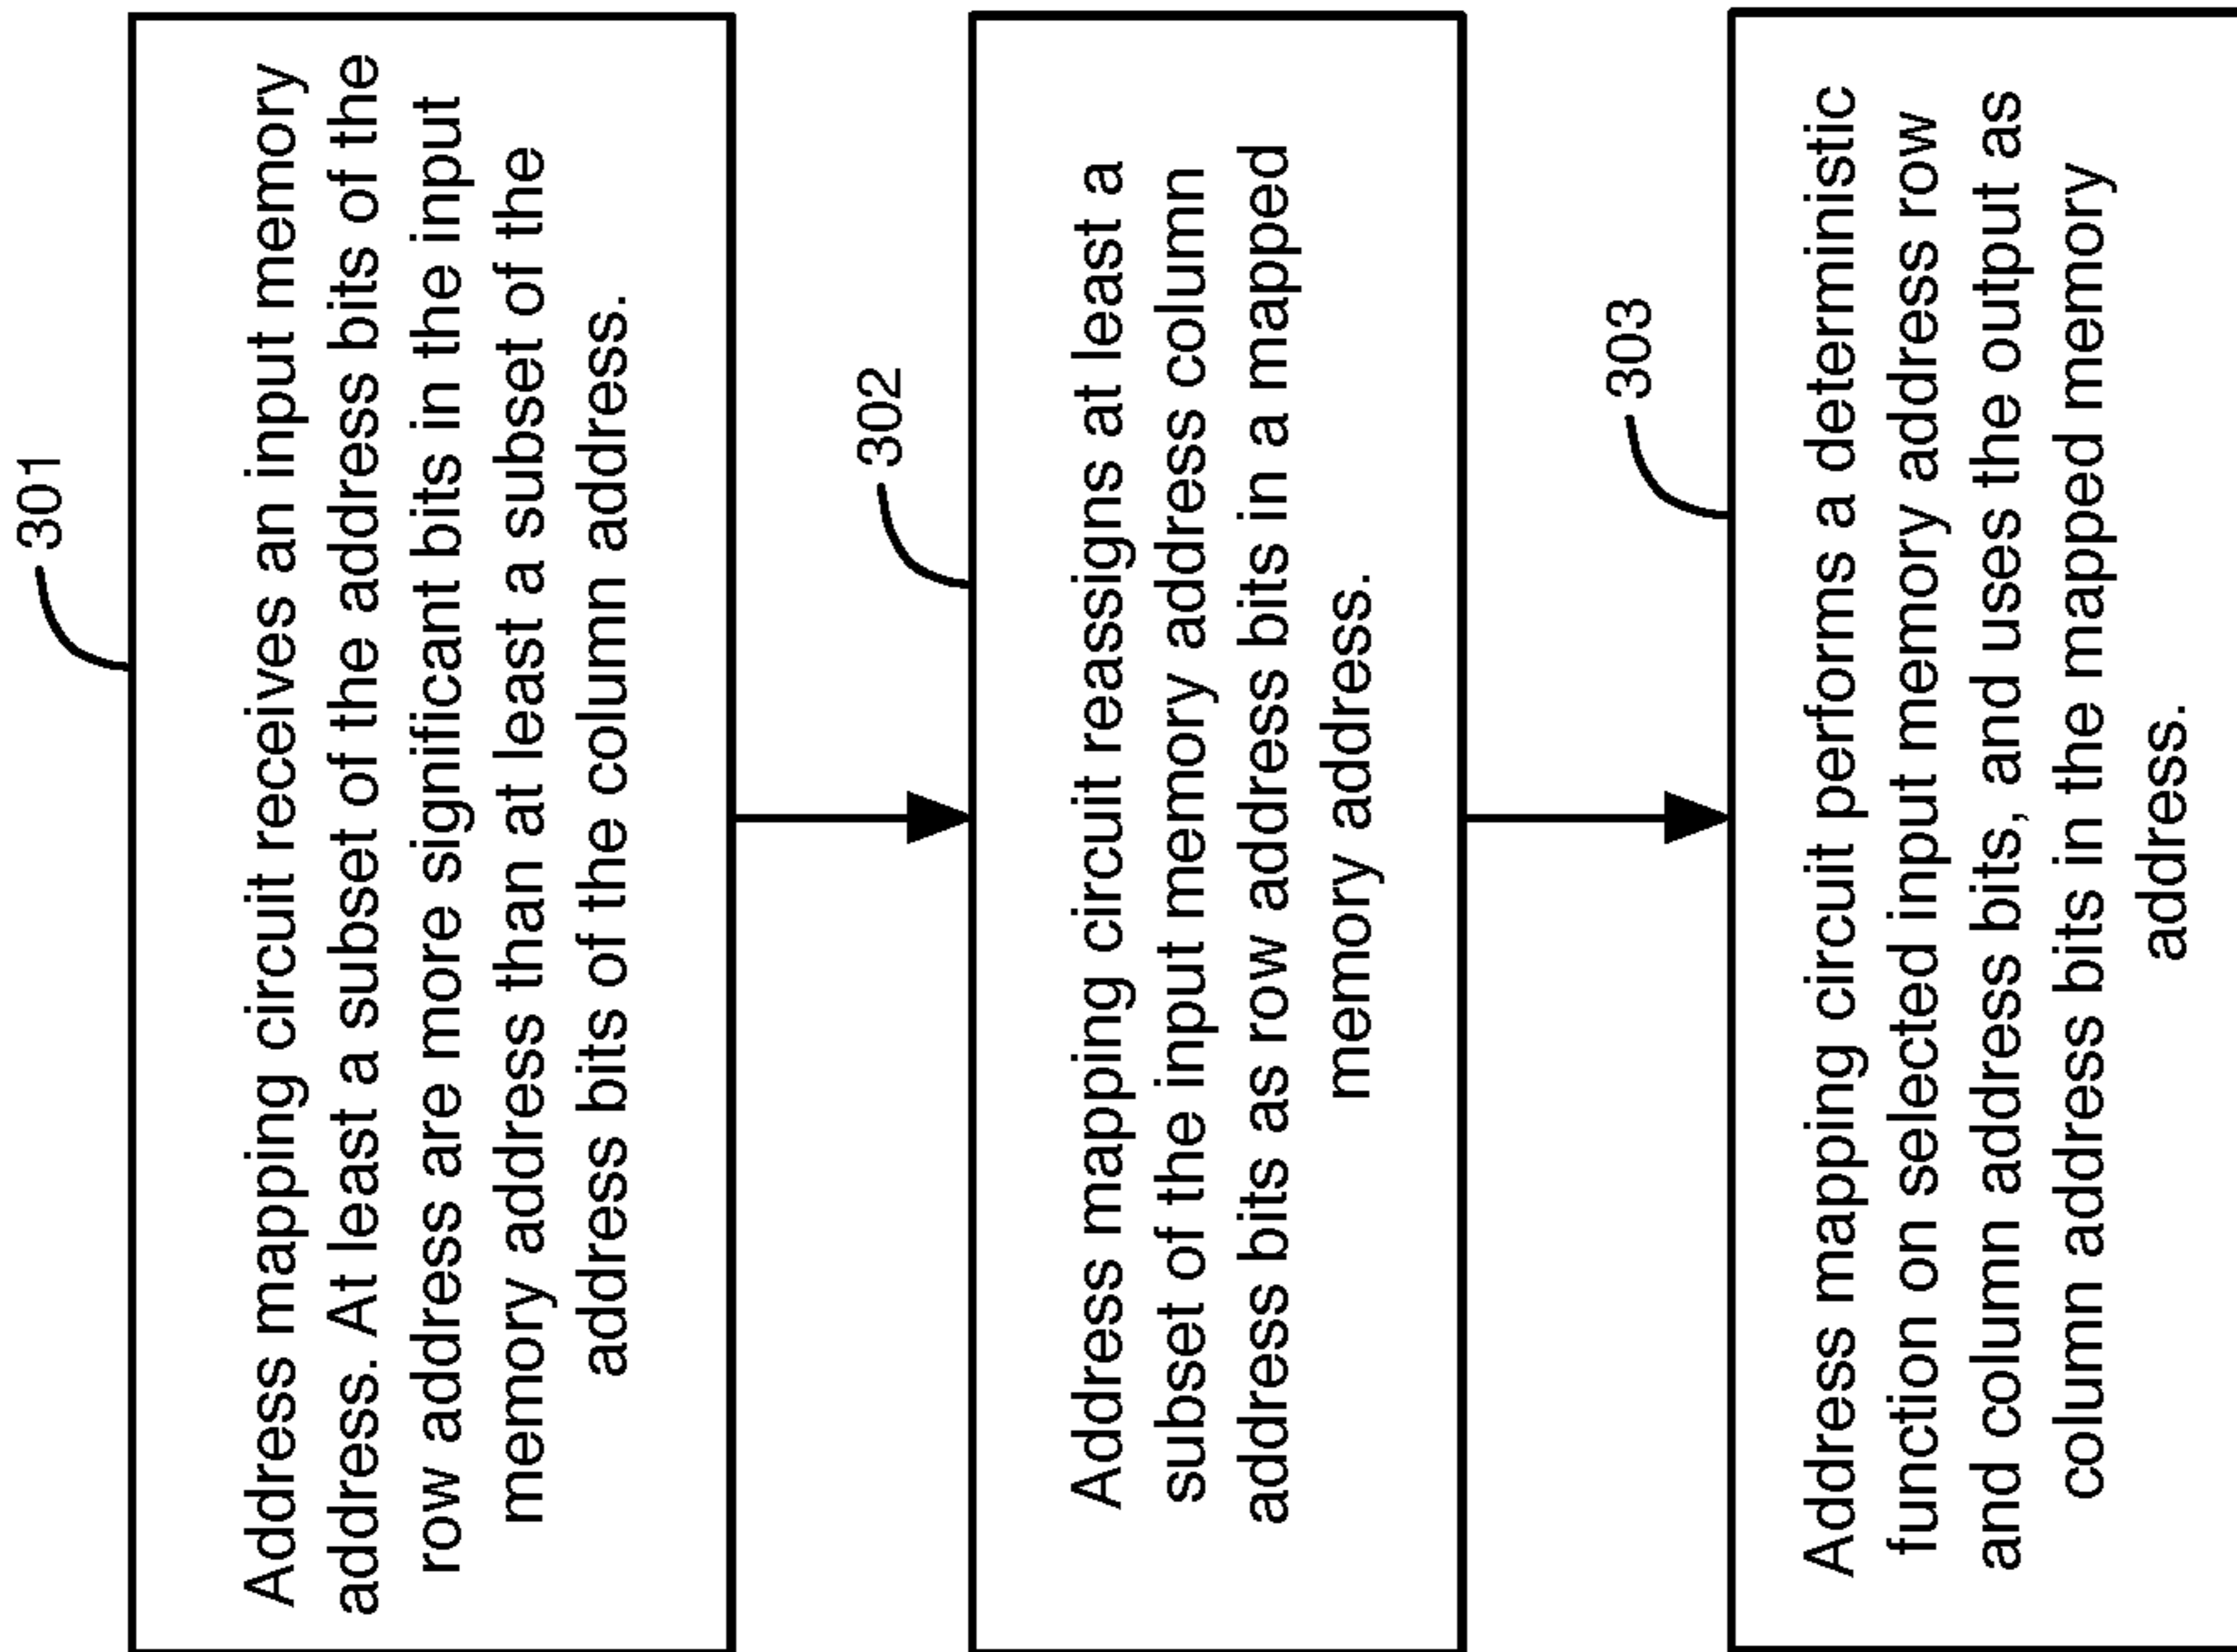 301
Address mapping circuit receives an input memory
address. At least a subset of the address bits of the
row address are more significant bits in the input
memory address than at least a subset of the
address bits of the column address.
302
Address mapping circuit reassigns at least a
subset of the input memory address column
address bits as row address bits in a mapped
memory address.
303
Address mapping circuit performs a deterministic
function on selected input memory address row
and column address bits, and uses the output as
column address bits in the mapped memory
address.